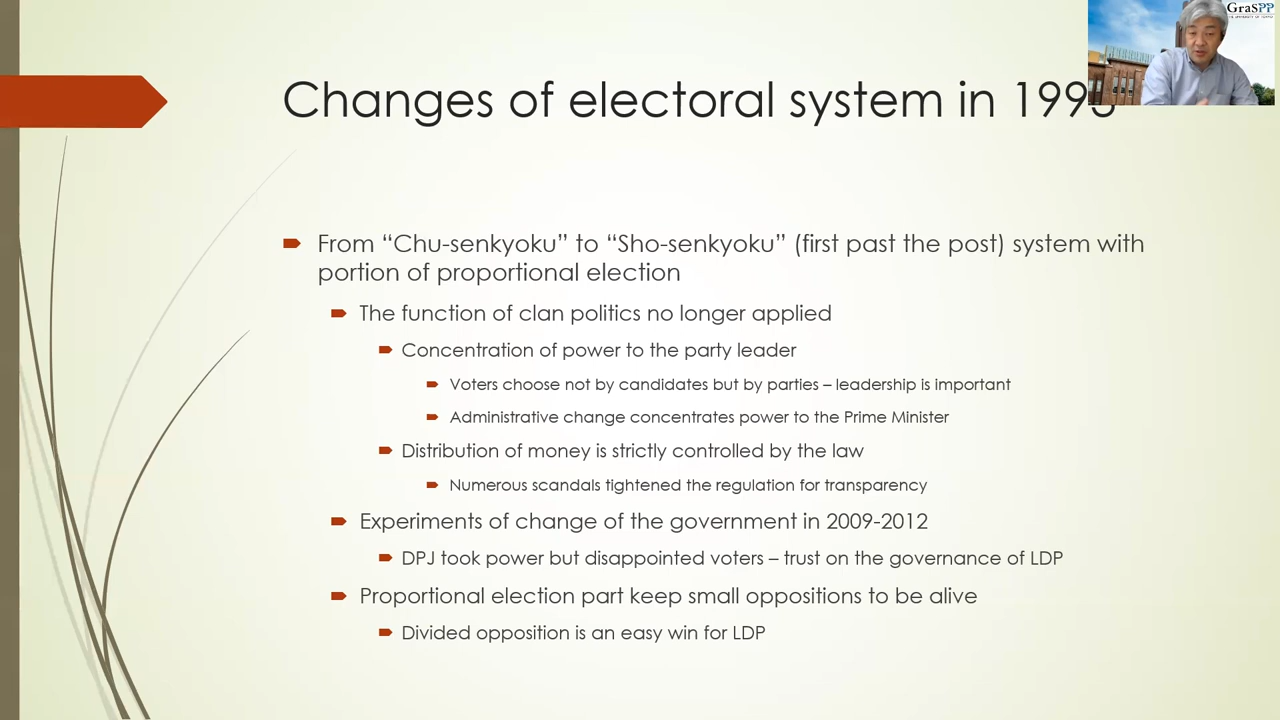 GraSPP
THE UNIVERSITY OF TOKYO
Changes of electoral system in
From “Chu-senkyoku” to “Sho-senkyoku” (first past the post) system with
portion of proportional election
The function of clan politics no longer applied
Concentration of power to the party leader
Voters choose not by candidates but by parties – leadership is important
Administrative change concentrates power to the Prime Minister
Distribution of money is strictly controlled by the law
Numerous scandals tightened the regulation for transparency
Experiments of change of the government in 2009-2012
DPJ took power but disappointed voters – trust on the governance of LDP
Proportional election part keep small oppositions to be alive
Divided opposition is an easy win for LDP